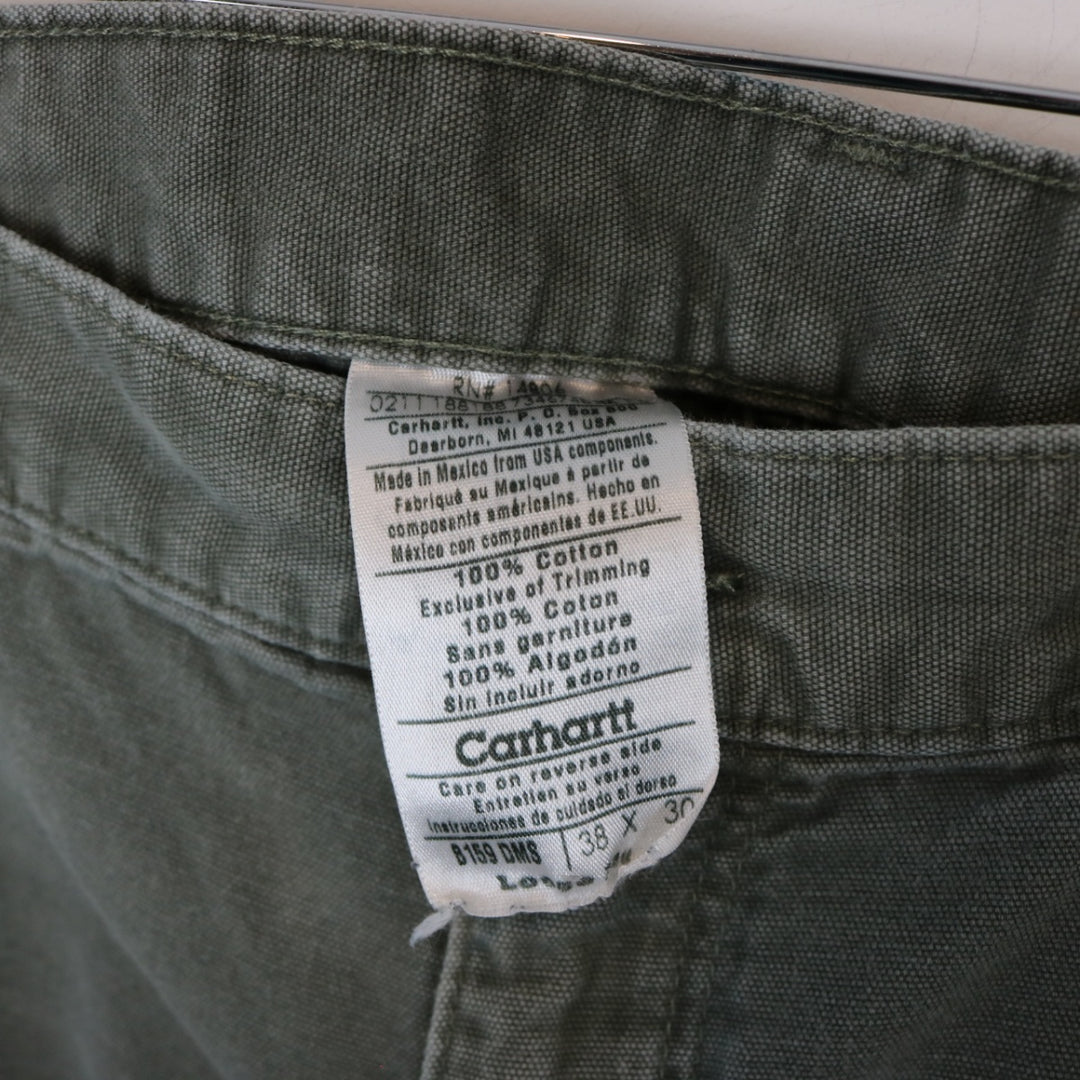 RN# 14806
0211 188
Carhartt, Inc. P. O. Box 600
Dearborn, MI 48121 USA
Made in Mexico from USA components.
Fabriqué au Mexique à partir de
composants américains. Hecho en
México con componentes de EE.UU.
100% Cotton
Exclusive of Trimming
100% Coton
Sans garniture
100% Algodón
Sin incluir adorno
Carhartt
Care on reverse side
Entretien au verso
Instrucciones de cuidado al dorso
B159 DMS 38 X 30